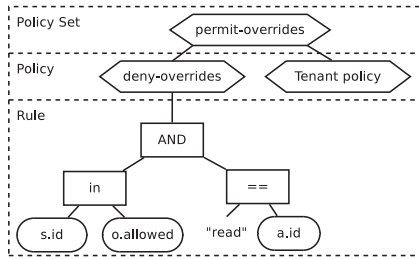 Policy Set
permit-overrides
Policy
deny-overrides
Tenant policy
Rule
AND
in
==
s.id
o.allowed
"read"
a.id